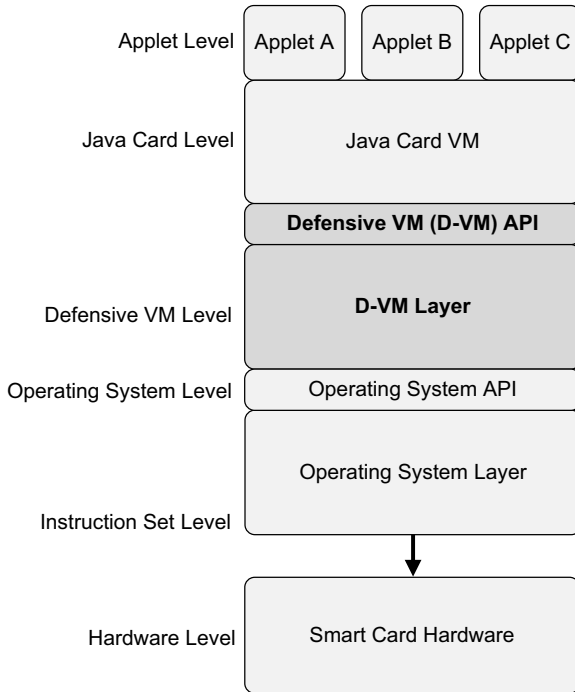 Applet Level
Applet A
Applet B
Applet C
Java Card Level
Java Card VM
Defensive VM (D-VM) API
Defensive VM Level
D-VM Layer
Operating System Level
Operating System API
Operating System Layer
Instruction Set Level
Hardware Level
Smart Card Hardware